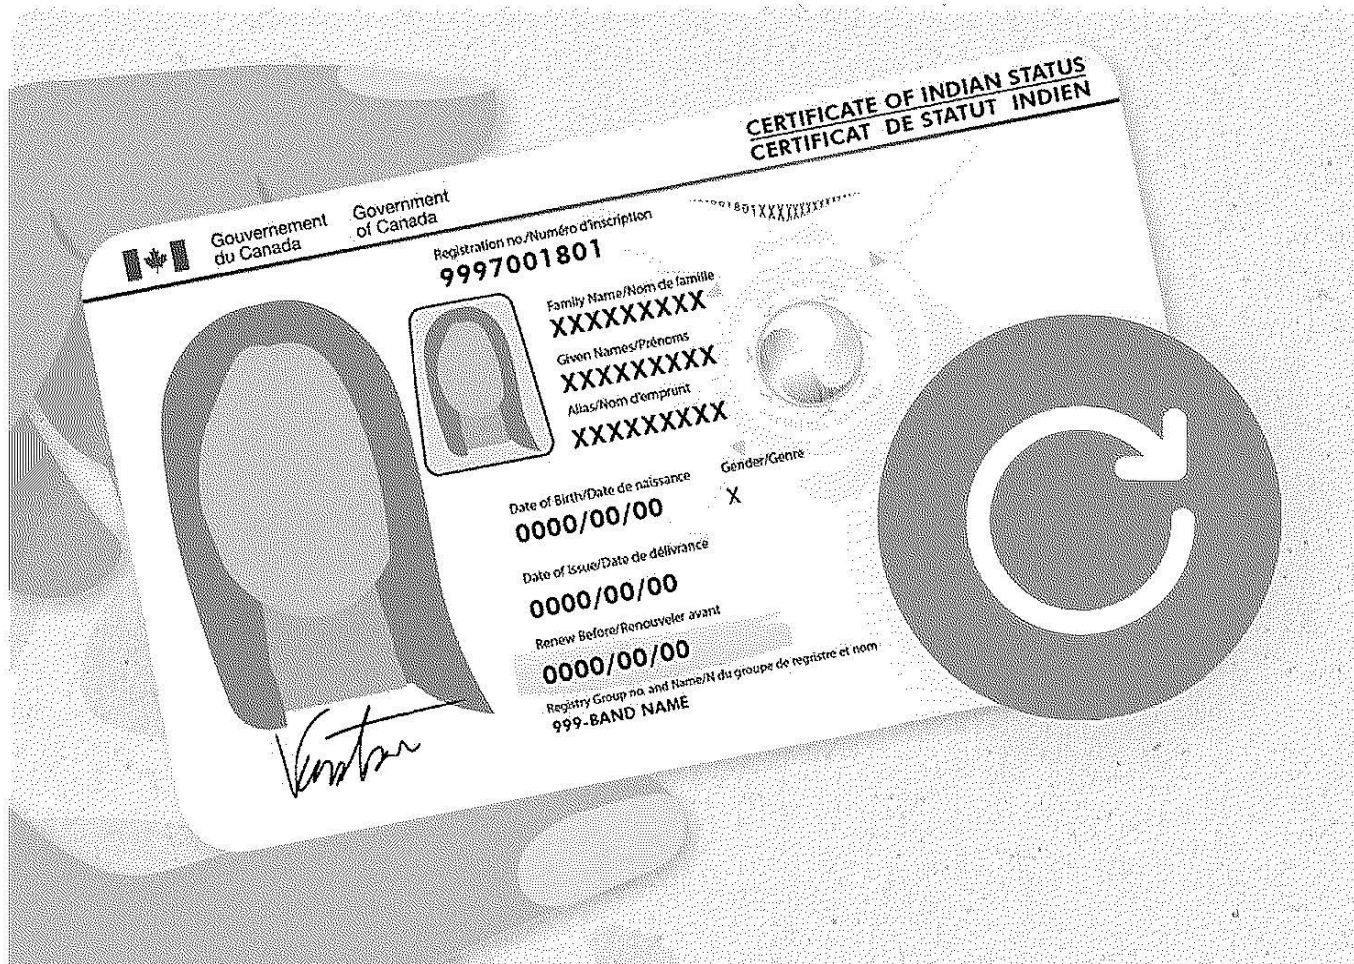 CERTIFICATE OF INDIAN STATUS
CERTIFICAT DE STATUT INDIEN
Gouvernement
du Canada
Government
of Canada
Registration no./Numéro d'inscription
9997001801
Family Name/Nom de famille
XXXXXXXXX
Given Names/Prénoms
XXXXXXXXX
Alias/Nom d'emprunt
XXXXXXXXX
Date of Birth/Date de naissance
0000/00/00
Gender/Genre
X
Date of Issue/Date de délivrance
0000/00/00
Renew Before/Renouveler avant
0000/00/00
Registry Group no. and Name/N du groupe de regristre et nom
999-BAND NAME